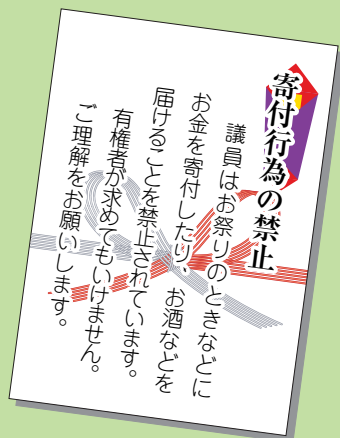 寄付行為の禁止
議員はお祭りのときなどに
お金を寄付したり、お酒などを
届けることを禁止されています。
有権者が求めてもいけません。
ご理解をお願いします。